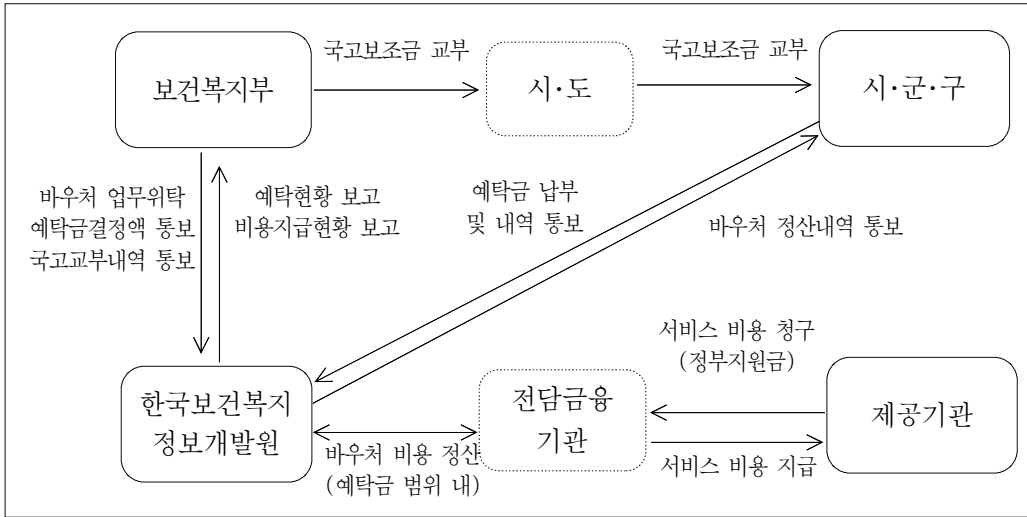 국고보조금 교부
국고보조금 교부
보건복지부
시·도
시·군·구
바우처 업무위탁
예탁금결정액 통보
국고교부내역 통보
예탁현황 보고
비용지급현황 보고
예탁금 납부
및 내역 통보
바우처 정산내역 통보
서비스 비용 청구
(정부지원금)
한국보건복지
정보개발원
전담금융
기관
제공기관
바우처 비용 정산
(예탁금 범위 내)
서비스 비용 지급